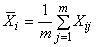 X̅ᵢ = 1/m ∑ⱼ₌₁ᵐ Xᵢⱼ